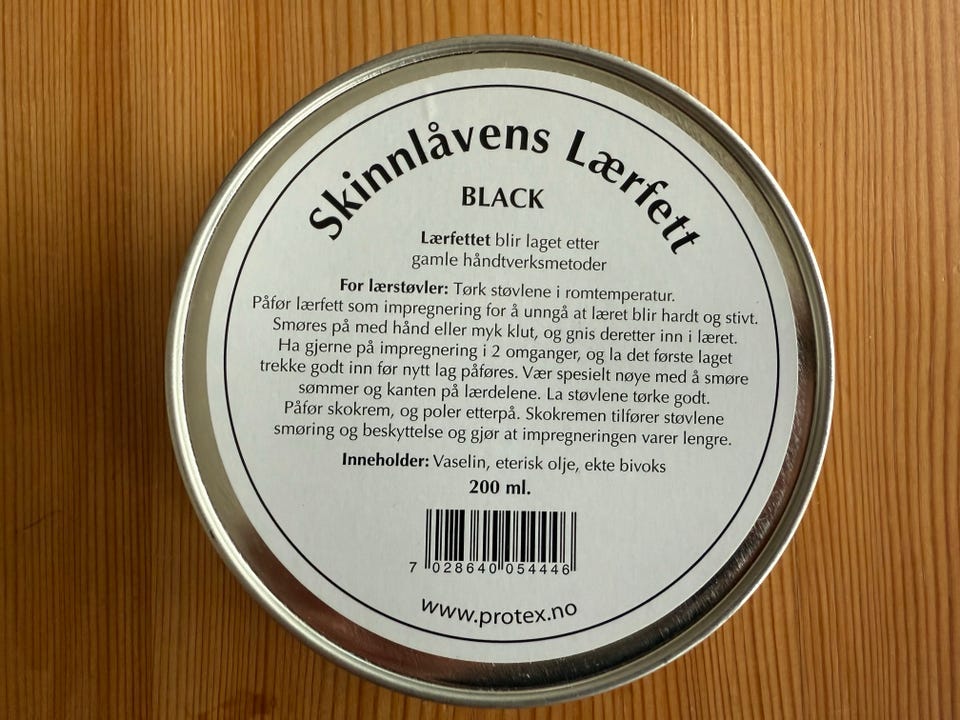 Skinnlåvens Lærfett
BLACK
Lærfettet blir laget etter
gamle håndtverksmetoder
For lærstøvler: Tørk støvlene i romtemperatur.
Påfør lærfett som impregnering for å unngå at læret blir hardt og stivt.
Smøres på med hånd eller myk klut, og gnis deretter inn i læret.
Ha gjerne på impregnering i 2 omganger, og la det første laget
trekke godt inn før nytt lag påføres. Vær spesielt nøye med å smøre
sømmer og kanten på lærdelene. La støvlene tørke godt.
Påfør skokrem, og poler etterpå. Skokremen tilfører støvlene
smøring og beskyttelse og gjør at impregneringen varer lengre.
Inneholder: Vaselin, eterisk olje, ekte bivoks
200 ml.
7 028640 054446
www.protex.no